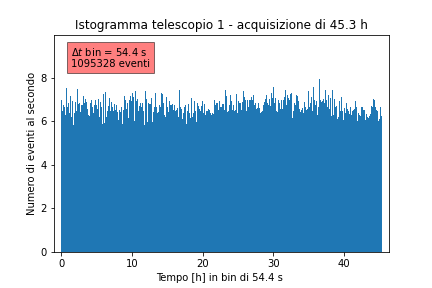 Istogramma telescopio 1 - acquisizione di 45.3 h
Δt bin = 54.4 s
1095328 eventi
Numero di eventi al secondo
8
6
4
2
0
0 10 20 30 40
Tempo [h] in bin di 54.4 s